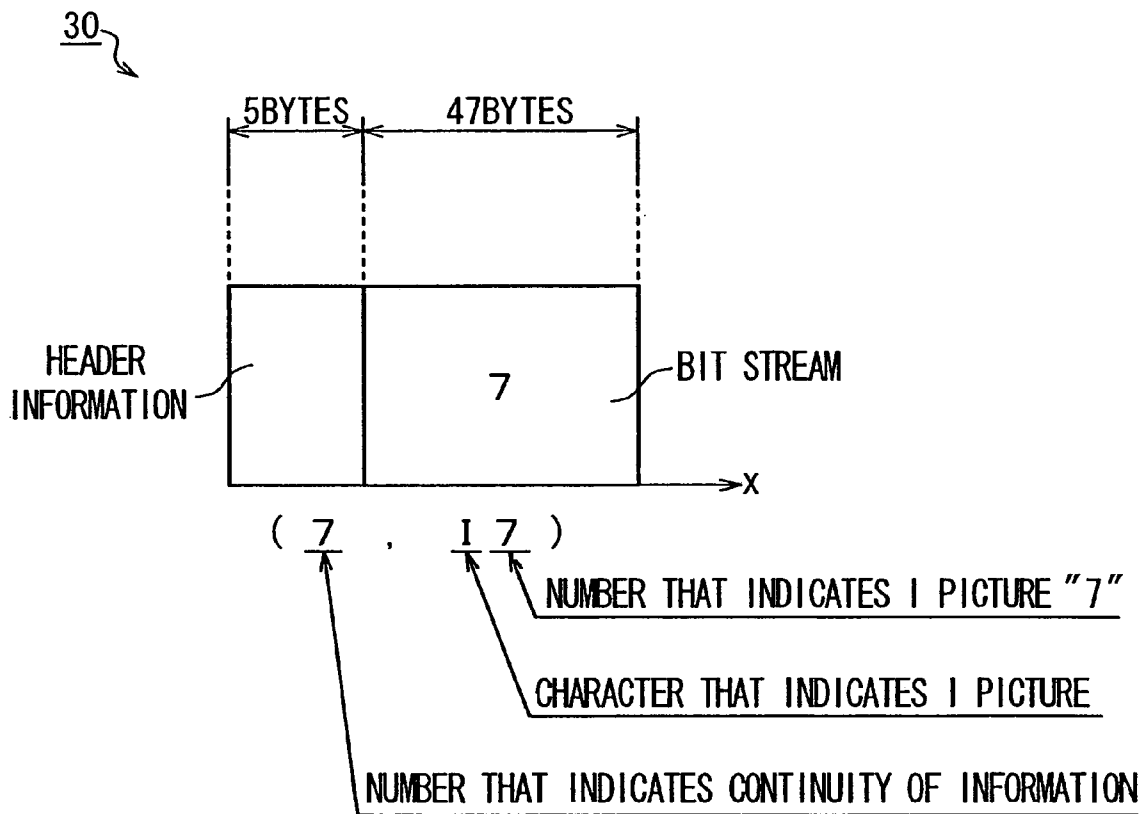 30
5BYTES
47BYTES
HEADER
INFORMATION
7
BIT STREAM
X
( 7 , I 7 )
NUMBER THAT INDICATES I PICTURE "7"
CHARACTER THAT INDICATES I PICTURE
NUMBER THAT INDICATES CONTINUITY OF INFORMATION